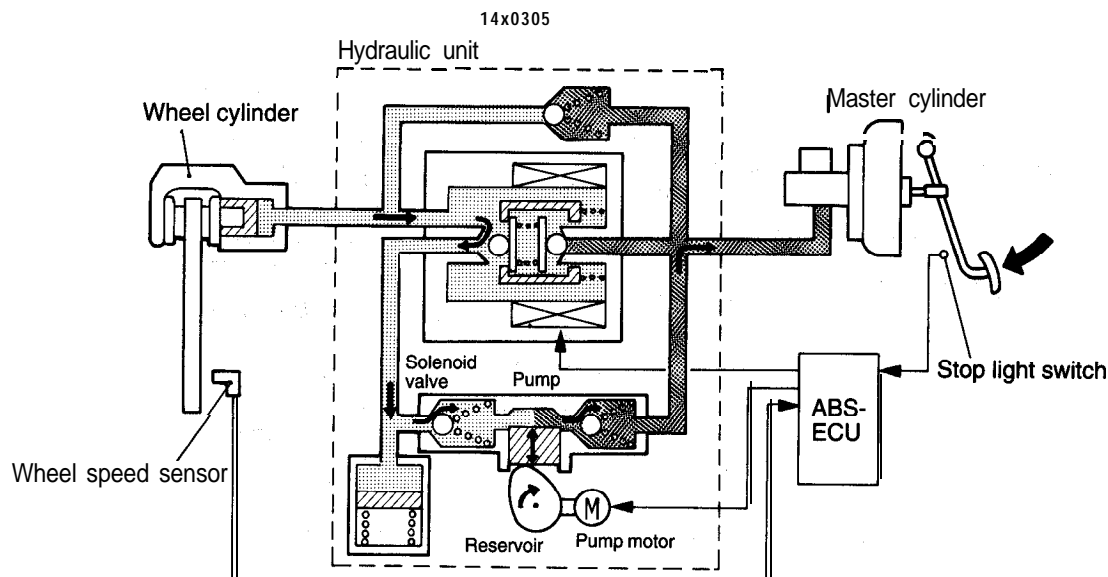 14x0305
Hydraulic unit
Wheel cylinder
Master cylinder
Solenoid
valve
Pump
Stop light switch
ABS-
ECU
Wheel speed sensor
M
Reservoir
Pump motor